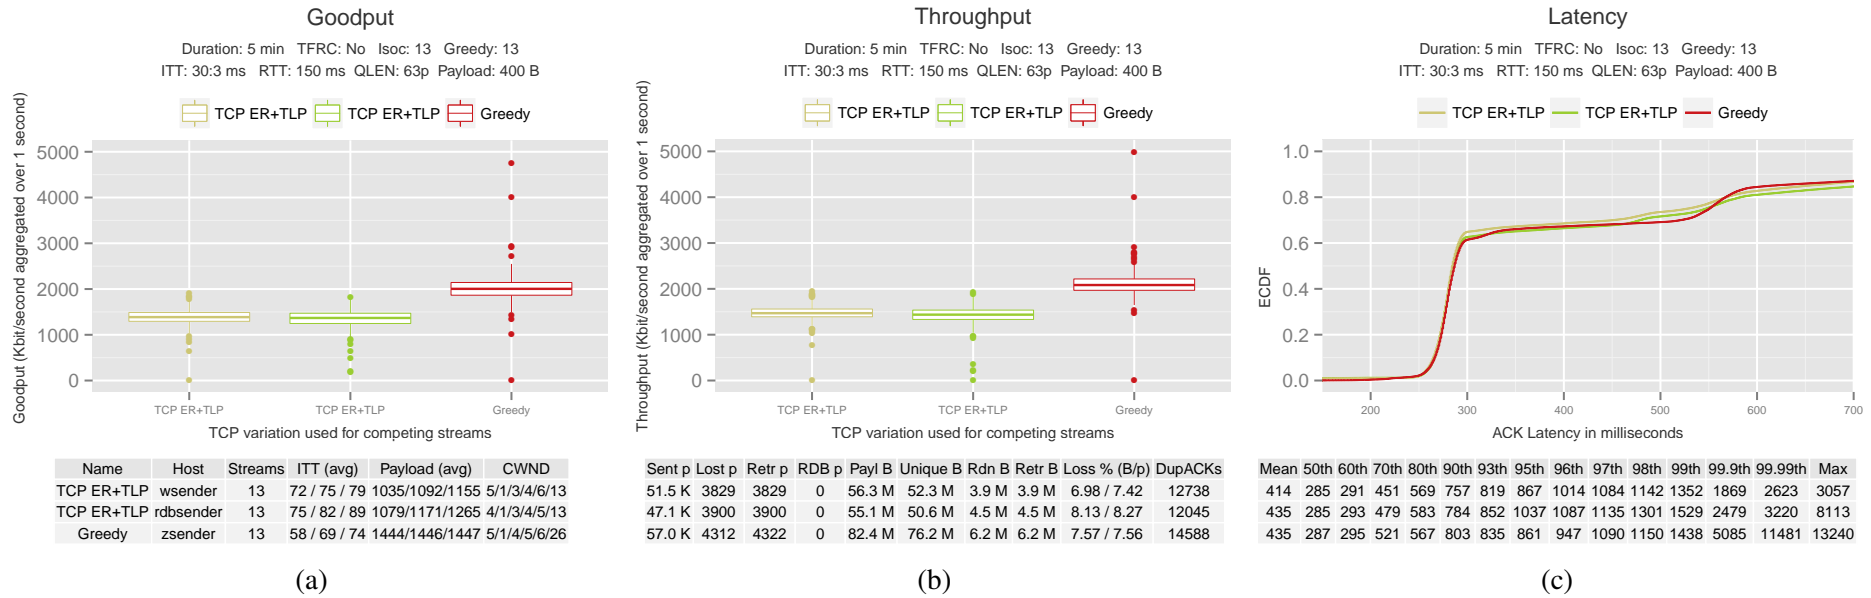 Goodput
Duration: 5 min TFRC: No Isoc: 13 Greedy: 13
ITT: 30:3 ms RTT: 150 ms QLEN: 63p Payload: 400 B
TCP ER+TLP TCP ER+TLP Greedy
Goodput (Kbit/second aggregated over 1 second)
5000
4000
3000
2000
1000
0
TCP ER+TLP TCP ER+TLP Greedy
TCP variation used for competing streams
Name Host Streams ITT (avg) Payload (avg) CWND
TCP ER+TLP wsender 13 72 / 75 / 79 1035/1092/1155 5/1/3/4/6/13
TCP ER+TLP rdbsender 13 75 / 82 / 89 1079/1171/1265 4/1/3/4/5/13
Greedy zsender 13 58 / 69 / 74 1444/1446/1447 5/1/4/5/6/26
(a)
Throughput
Duration: 5 min TFRC: No Isoc: 13 Greedy: 13
ITT: 30:3 ms RTT: 150 ms QLEN: 63p Payload: 400 B
TCP ER+TLP TCP ER+TLP Greedy
Throughput (Kbit/second aggregated over 1 second)
5000
4000
3000
2000
1000
0
TCP ER+TLP TCP ER+TLP Greedy
TCP variation used for competing streams
Sent p Lost p Retr p RDB p Payl B Unique B Rdn B Retr B Loss % (B/p) DupACKs
51.5 K 3829 3829 0 56.3 M 52.3 M 3.9 M 3.9 M 6.98 / 7.42 12738
47.1 K 3900 3900 0 55.1 M 50.6 M 4.5 M 4.5 M 8.13 / 8.27 12045
57.0 K 4312 4322 0 82.4 M 76.2 M 6.2 M 6.2 M 7.57 / 7.56 14588
(b)
Latency
Duration: 5 min TFRC: No Isoc: 13 Greedy: 13
ITT: 30:3 ms RTT: 150 ms QLEN: 63p Payload: 400 B
TCP ER+TLP TCP ER+TLP Greedy
ECDF
1.0
0.8
0.6
0.4
0.2
0.0
200 300 400 500 600 700
ACK Latency in milliseconds
Mean 50th 60th 70th 80th 90th 93th 95th 96th 97th 98th 99th 99.9th 99.99th Max
414 285 291 451 569 757 819 867 1014 1084 1142 1352 1869 2623 3057
435 285 293 479 583 784 852 1037 1087 1135 1301 1529 2479 3220 8113
435 287 295 521 567 803 835 861 947 1090 1150 1438 5085 11481 13240
(c)